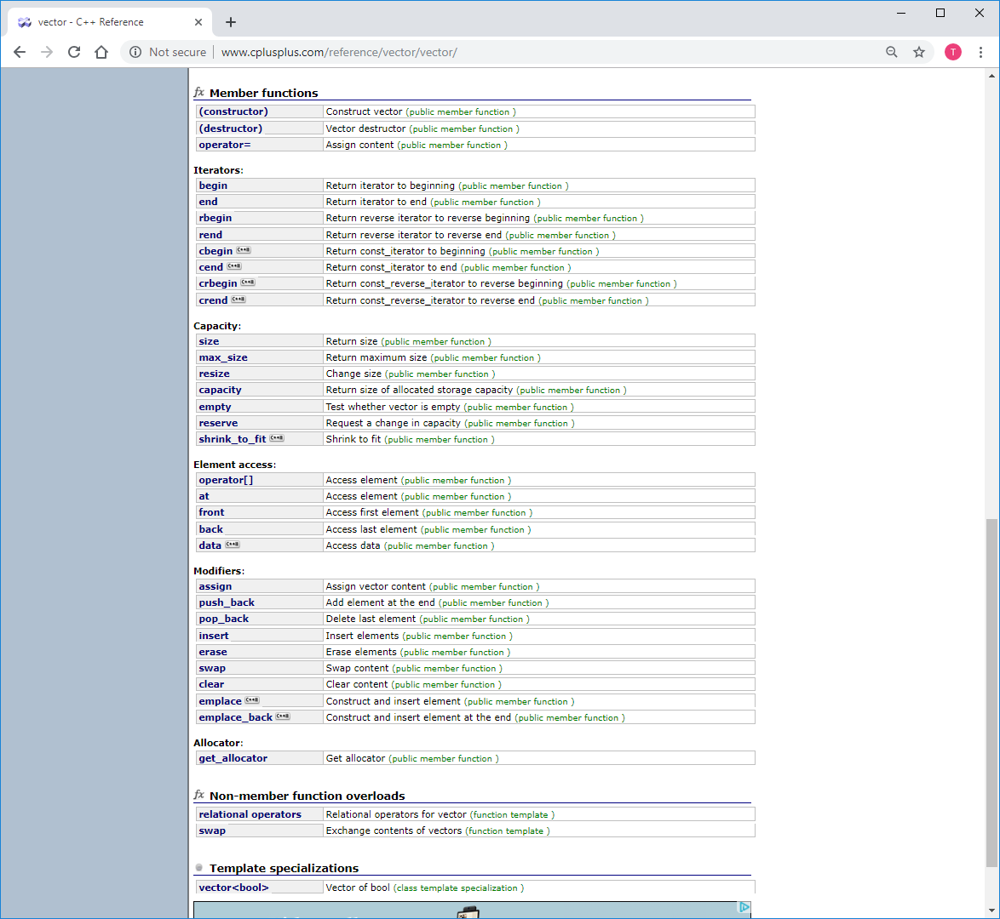 vector - C++ Reference
Not secure | www.cplusplus.com/reference/vector/vector/
T
fx Member functions
(constructor) Construct vector (public member function )
(destructor) Vector destructor (public member function )
operator= Assign content (public member function )
Iterators:
begin Return iterator to beginning (public member function )
end Return iterator to end (public member function )
rbegin Return reverse iterator to reverse beginning (public member function )
rend Return reverse iterator to reverse end (public member function )
cbegin C++11 Return const_iterator to beginning (public member function )
cend C++11 Return const_iterator to end (public member function )
crbegin C++11 Return const_reverse_iterator to reverse beginning (public member function )
crend C++11 Return const_reverse_iterator to reverse end (public member function )
Capacity:
size Return size (public member function )
max_size Return maximum size (public member function )
resize Change size (public member function )
capacity Return size of allocated storage capacity (public member function )
empty Test whether vector is empty (public member function )
reserve Request a change in capacity (public member function )
shrink_to_fit C++11 Shrink to fit (public member function )
Element access:
operator[] Access element (public member function )
at Access element (public member function )
front Access first element (public member function )
back Access last element (public member function )
data C++11 Access data (public member function )
Modifiers:
assign Assign vector content (public member function )
push_back Add element at the end (public member function )
pop_back Delete last element (public member function )
insert Insert elements (public member function )
erase Erase elements (public member function )
swap Swap content (public member function )
clear Clear content (public member function )
emplace C++11 Construct and insert element (public member function )
emplace_back C++11 Construct and insert element at the end (public member function )
Allocator:
get_allocator Get allocator (public member function )
fx Non-member function overloads
relational operators Relational operators for vector (function template )
swap Exchange contents of vectors (function template )
Template specializations
vector<bool> Vector of bool (class template specialization )